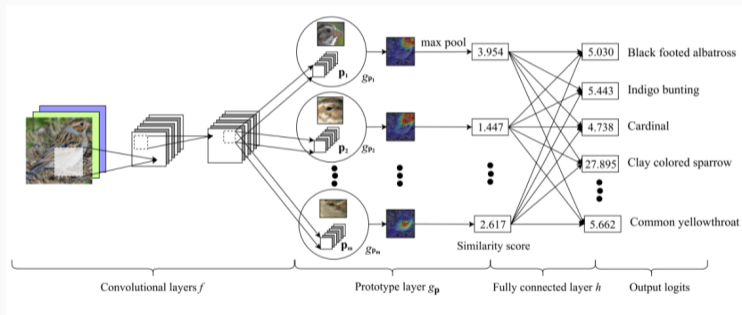 max pool
p₁
gp₁
3.954
5.030
Black footed albatross
5.443
Indigo bunting
p₂
gp₂
1.447
4.738
Cardinal
27.895
Clay colored sparrow
pₘ
gpₘ
2.617
5.662
Common yellowthroat
Similarity score
Convolutional layers f
Prototype layer gp
Fully connected layer h
Output logits